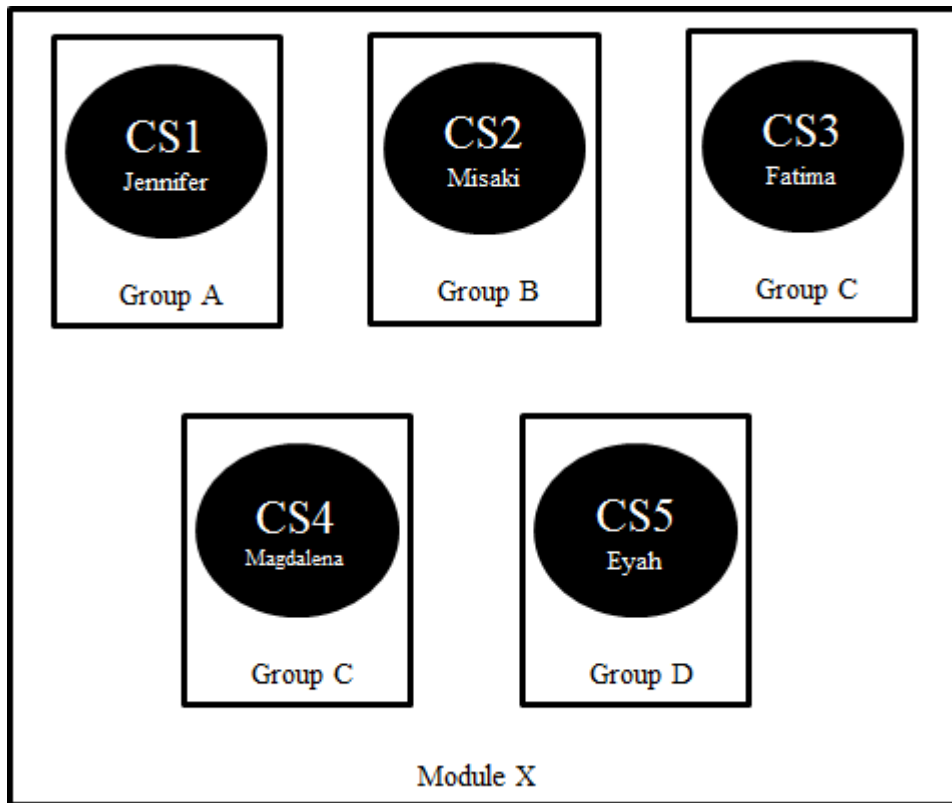 CS1
Jennifer
Group A
CS2
Misaki
Group B
CS3
Fatima
Group C
CS4
Magdalena
Group C
CS5
Eyah
Group D
Module X